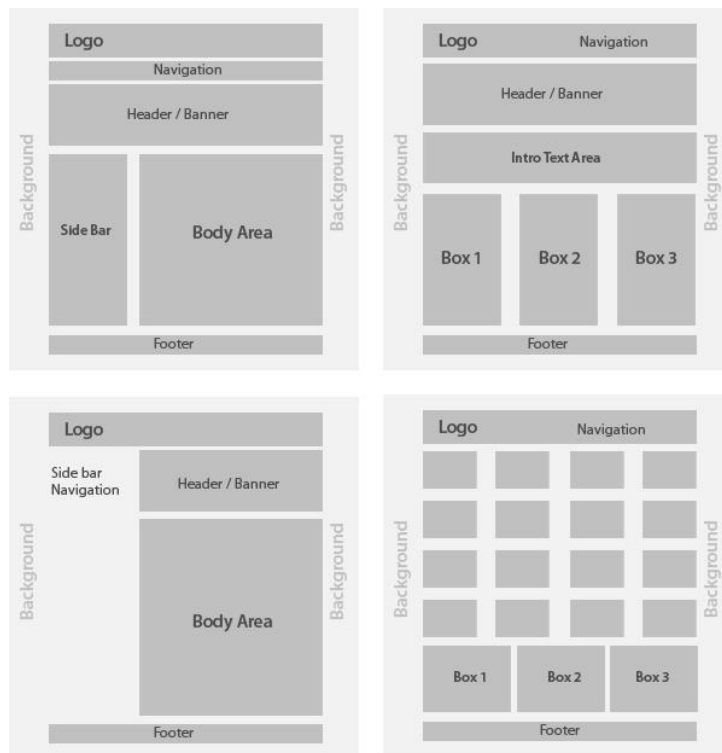 Logo
Navigation
Header / Banner
Background
Side Bar
Body Area
Background
Footer
Logo Navigation
Header / Banner
Background
Intro Text Area
Background
Box 1 Box 2 Box 3
Footer
Logo
Side bar
Navigation
Header / Banner
Background
Body Area
Background
Footer
Logo Navigation
Background
Background
Box 1 Box 2 Box 3
Footer